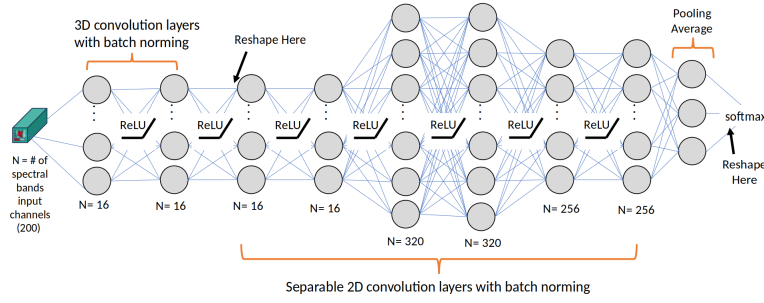 3D convolution layers
with batch norming
Reshape Here
Pooling
Average
ReLU
ReLU
ReLU
ReLU
ReLU
ReLU
ReLU
softmax
Reshape
Here
N = # of
spectral
bands
input
channels
(200)
N= 16
N= 16
N= 16
N= 16
N= 320
N= 320
N= 256
N= 256
Separable 2D convolution layers with batch norming